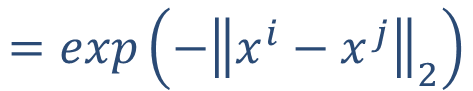 = exp(−‖xⁱ − xʲ‖₂)